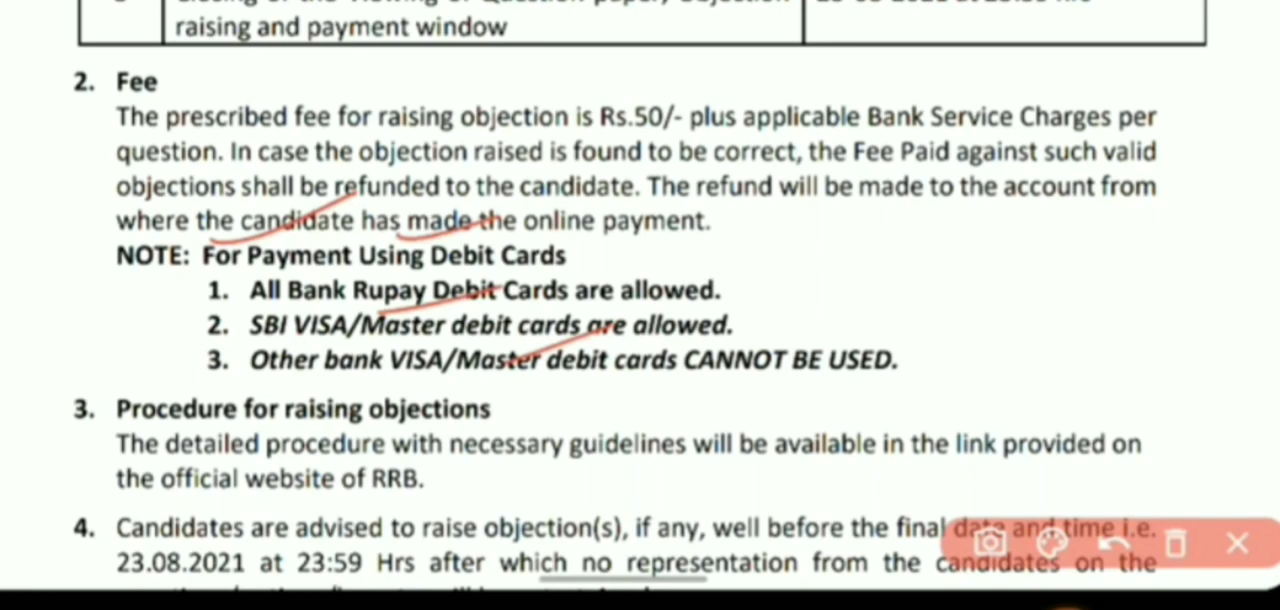 raising and payment window
2. Fee
The prescribed fee for raising objection is Rs.50/- plus applicable Bank Service Charges per
question. In case the objection raised is found to be correct, the Fee Paid against such valid
objections shall be refunded to the candidate. The refund will be made to the account from
where the candidate has made the online payment.
NOTE: For Payment Using Debit Cards
1. All Bank Rupay Debit Cards are allowed.
2. SBI VISA/Master debit cards are allowed.
3. Other bank VISA/Master debit cards CANNOT BE USED.
3. Procedure for raising objections
The detailed procedure with necessary guidelines will be available in the link provided on
the official website of RRB.
4. Candidates are advised to raise objection(s), if any, well before the final date and time i.e.
23.08.2021 at 23:59 Hrs after which no representation from the candidates on the